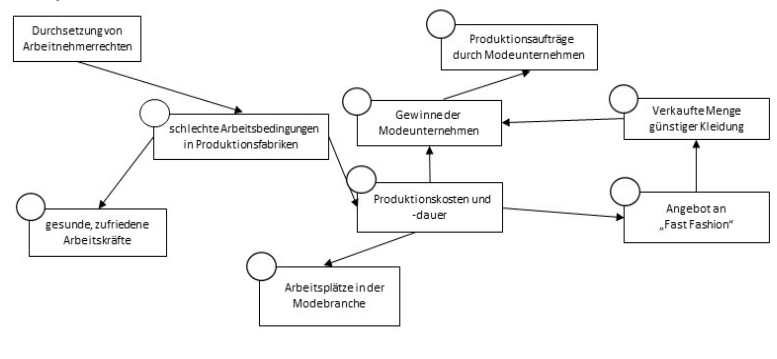 Durchsetzung von
Arbeitnehmerrechten
Produktionsaufträge
durch Modeunternehmen
schlechte Arbeitsbedingungen
in Produktionsfabriken
Gewinne der
Modeunternehmen
Verkaufte Menge
günstiger Kleidung
gesunde, zufriedene
Arbeitskräfte
Produktionskosten und
-dauer
Angebot an
„Fast Fashion“
Arbeitsplätze in der
Modebranche